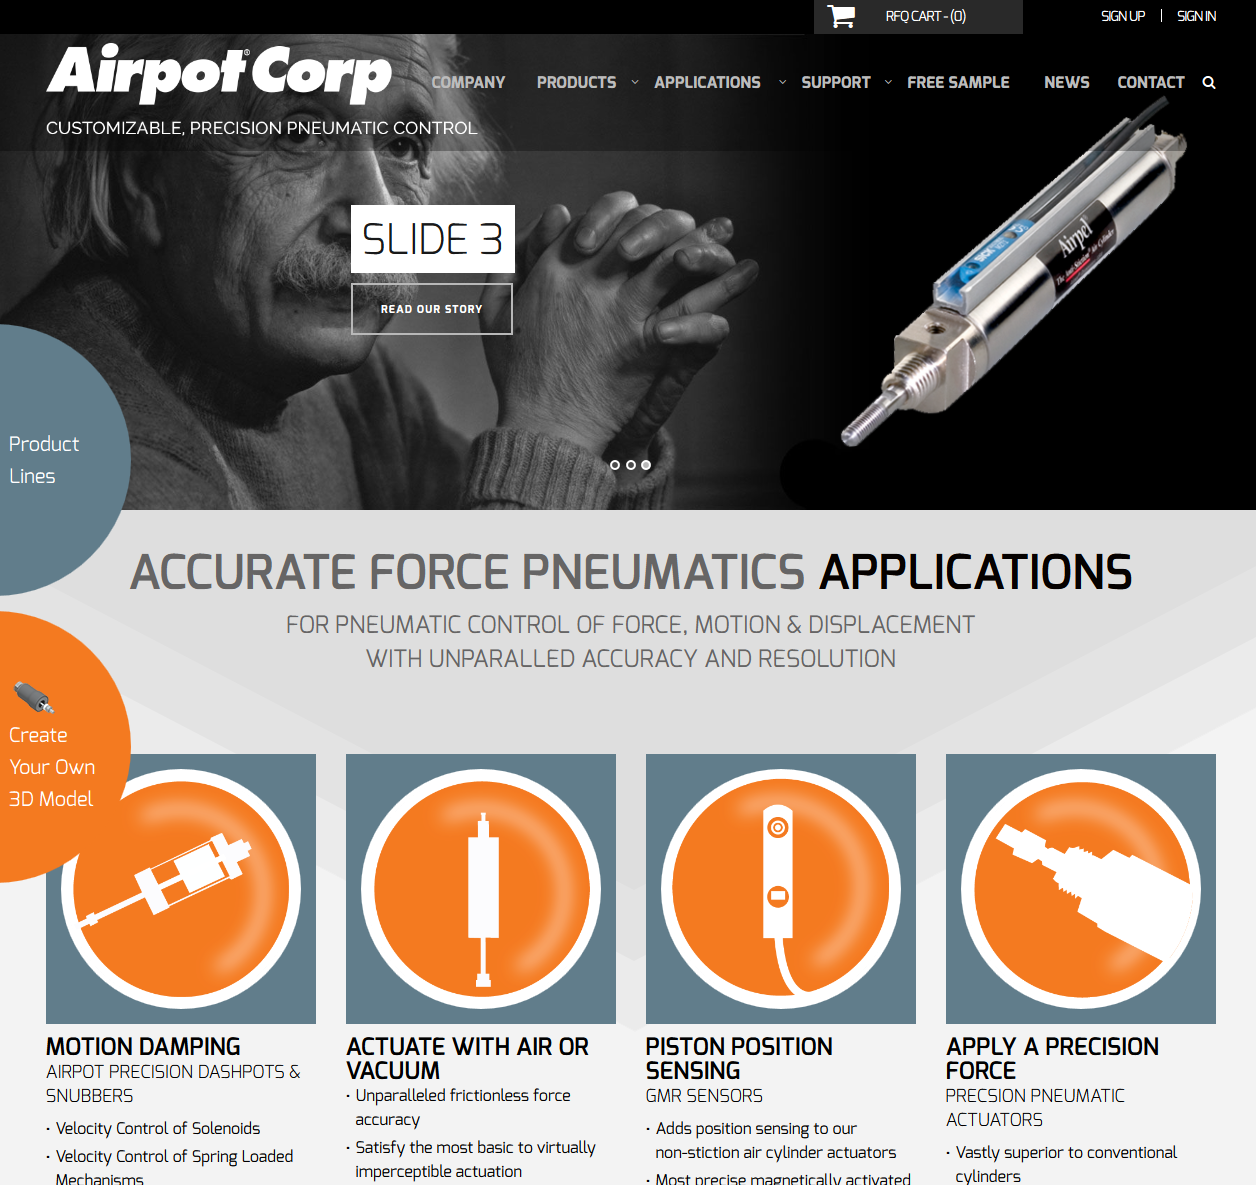 RFQ CART - (0)
SIGN UP | SIGN IN
Airpot® Corp
COMPANY PRODUCTS APPLICATIONS SUPPORT FREE SAMPLE NEWS CONTACT
CUSTOMIZABLE, PRECISION PNEUMATIC CONTROL
SLIDE 3
READ OUR STORY
Airpel
SICK
Product
Lines
ACCURATE FORCE PNEUMATICS APPLICATIONS
FOR PNEUMATIC CONTROL OF FORCE, MOTION & DISPLACEMENT
WITH UNPARALLED ACCURACY AND RESOLUTION
Create
Your Own
3D Model
MOTION DAMPING
AIRPOT PRECISION DASHPOTS &
SNUBBERS
· Velocity Control of Solenoids
· Velocity Control of Spring Loaded
Mechanisms
ACTUATE WITH AIR OR
VACUUM
· Unparalleled frictionless force
accuracy
· Satisfy the most basic to virtually
imperceptible actuation
PISTON POSITION
SENSING
GMR SENSORS
· Adds position sensing to our
non-stiction air cylinder actuators
· Most precise magnetically activated
APPLY A PRECISION
FORCE
PRECSION PNEUMATIC
ACTUATORS
· Vastly superior to conventional
cylinders